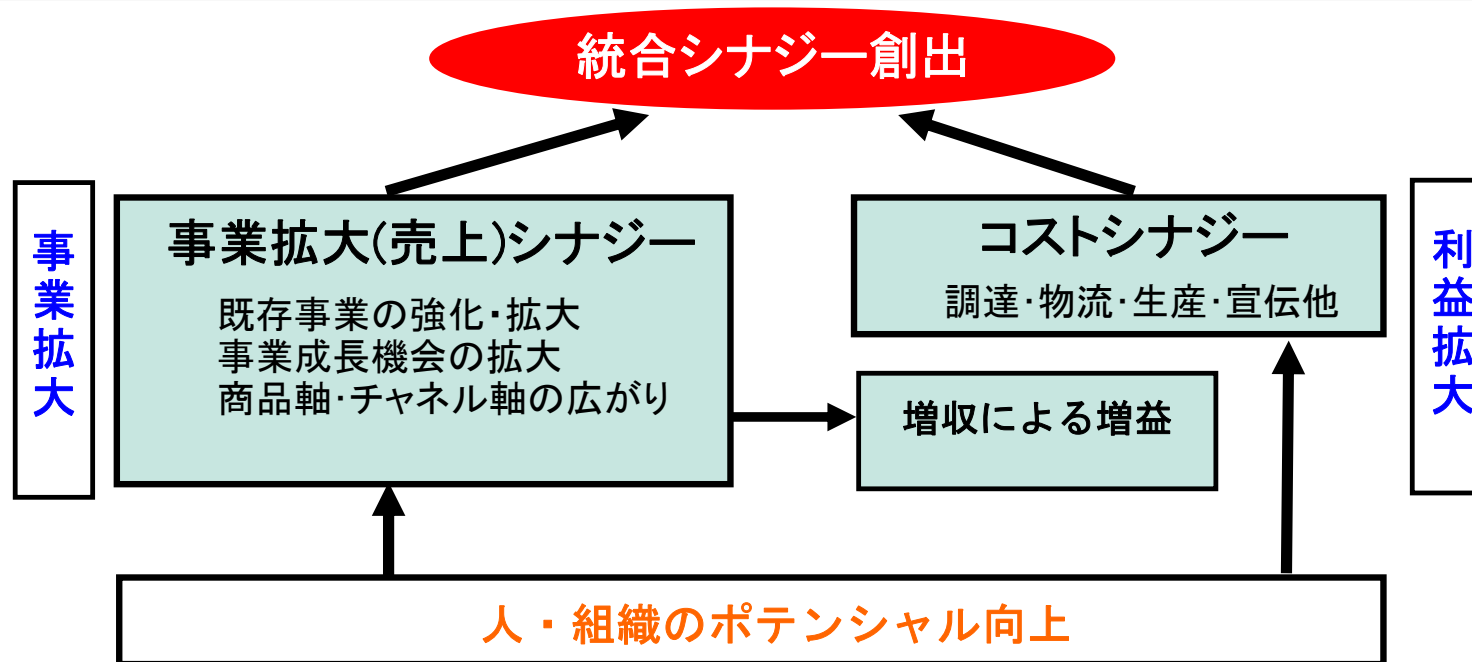 統合シナジー創出
事業拡大
事業拡大(売上)シナジー
既存事業の強化・拡大
事業成長機会の拡大
商品軸・チャネル軸の広がり
コストシナジー
調達・物流・生産・宣伝他
増収による増益
利益拡大
人・組織のポテンシャル向上